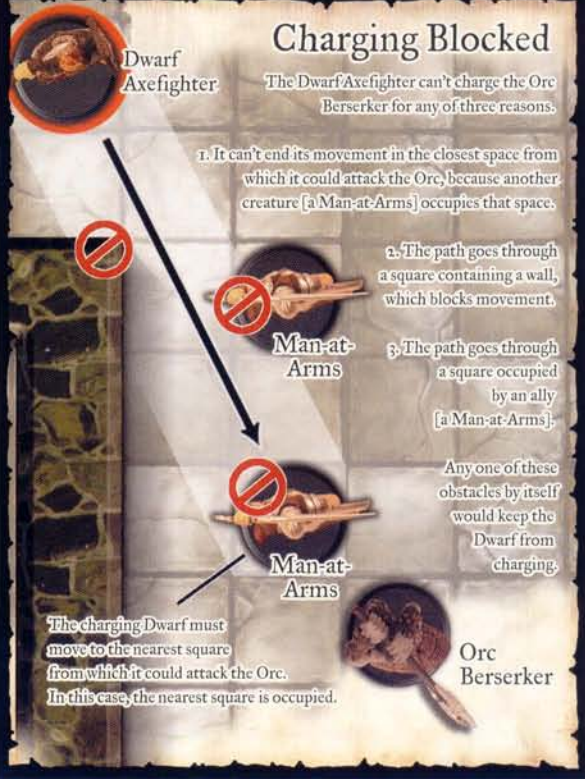 Charging Blocked
Dwarf
Axefighter
The Dwarf Axefighter can't charge the Orc
Berserker for any of three reasons.
1. It can't end its movement in the closest space from
which it could attack the Orc, because another
creature [a Man-at-Arms] occupies that space.
2. The path goes through
a square containing a wall,
which blocks movement.
Man-at-
Arms
3. The path goes through
a square occupied
by an ally
[a Man-at-Arms].
Any one of these
obstacles by itself
would keep the
Dwarf from
charging.
Man-at-
Arms
The charging Dwarf must
move to the nearest square
from which it could attack the Orc.
In this case, the nearest square is occupied.
Orc
Berserker